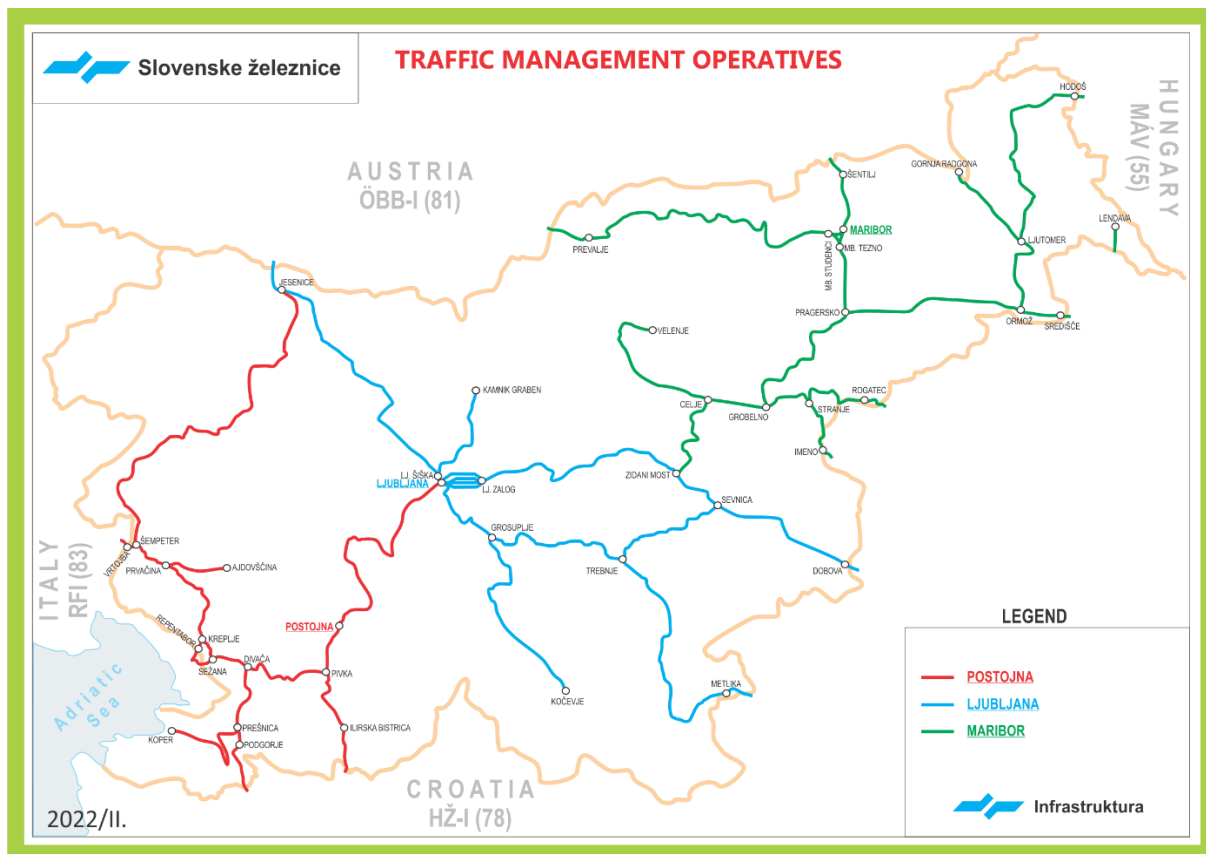 Slovenske železnice
TRAFFIC MANAGEMENT OPERATIVES
AUSTRIA
ÖBB-I (81)
HUNGARY
MÁV (55)
HODOŠ
GORNJA RADGONA
ŠENTILJ
LENDAVA
MARIBOR
LJUTOMER
PREVALJE
MB. STUDENCI
MB. TEZNO
JESENICE
PRAGERSKO
ORMOŽ
SREDIŠČE
VELENJE
KAMNIK GRABEN
CELJE
GROBELNO
STRANJE
ROGATEC
IMENO
LJ. ŠIŠKA
LJUBLJANA
LJ. ZALOG
ZIDANI MOST
SEVNICA
GROSUPLJE
TREBNJE
DOBOVA
ITALY
RFI (83)
VRTOJBA
ŠEMPETER
PRVAČINA
AJDOVŠČINA
POSTOJNA
REPENTABOR
KREPLJE
SEŽANA
DIVAČA
PIVKA
KOČEVJE
METLIKA
Adriatic
Sea
KOPER
PREŠNICA
PODGORJE
ILIRSKA BISTRICA
CROATIA
HŽ-I (78)
2022/II.
LEGEND
POSTOJNA
LJUBLJANA
MARIBOR
Infrastruktura